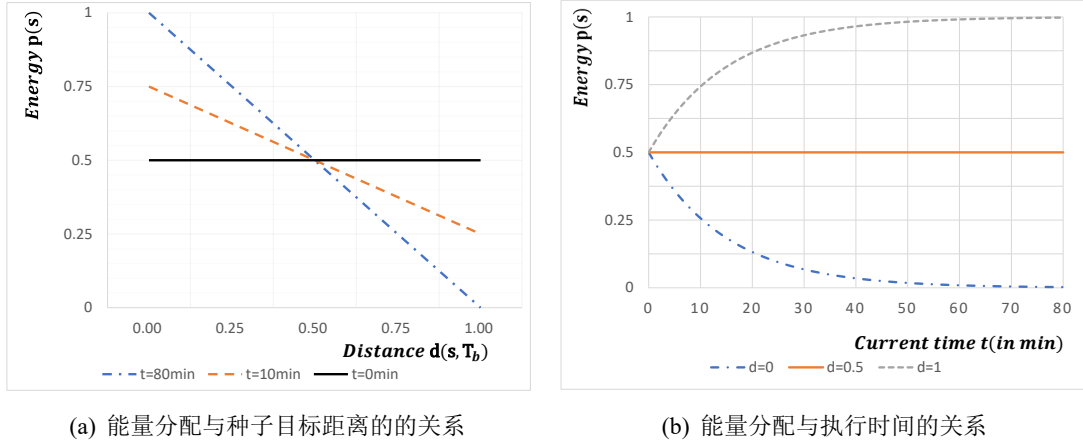 Energy p(s)
1
0.75
0.5
0.25
0
0.00 0.25 0.50 0.75 1.00
Distance d(s,T_b)
t=80min t=10min t=0min
(a) 能量分配与种子目标距离的的关系
Energy p(s)
1
0.75
0.5
0.25
0
0 10 20 30 40 50 60 70 80
Current time t(in min)
d=0 d=0.5 d=1
(b) 能量分配与执行时间的关系